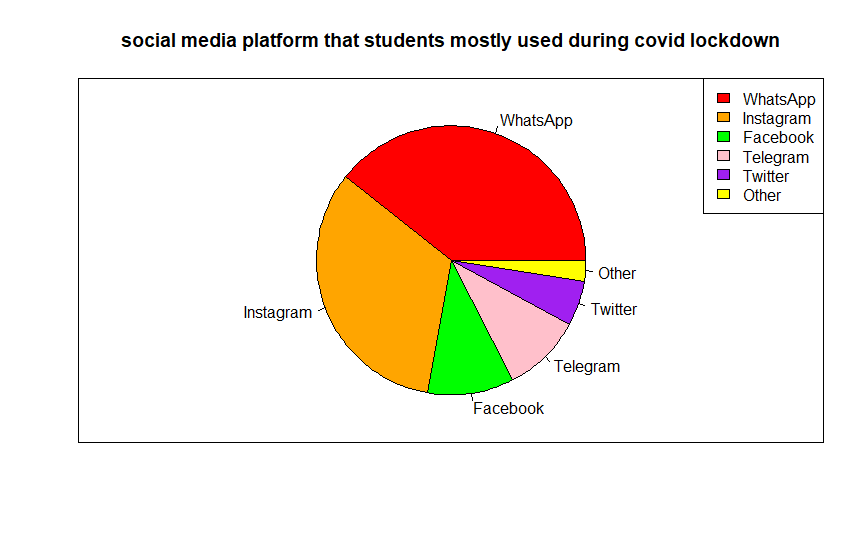 social media platform that students mostly used during covid lockdown
WhatsApp
WhatsApp
Instagram
Facebook
Telegram
Twitter
Other
Other
Twitter
Instagram
Telegram
Facebook